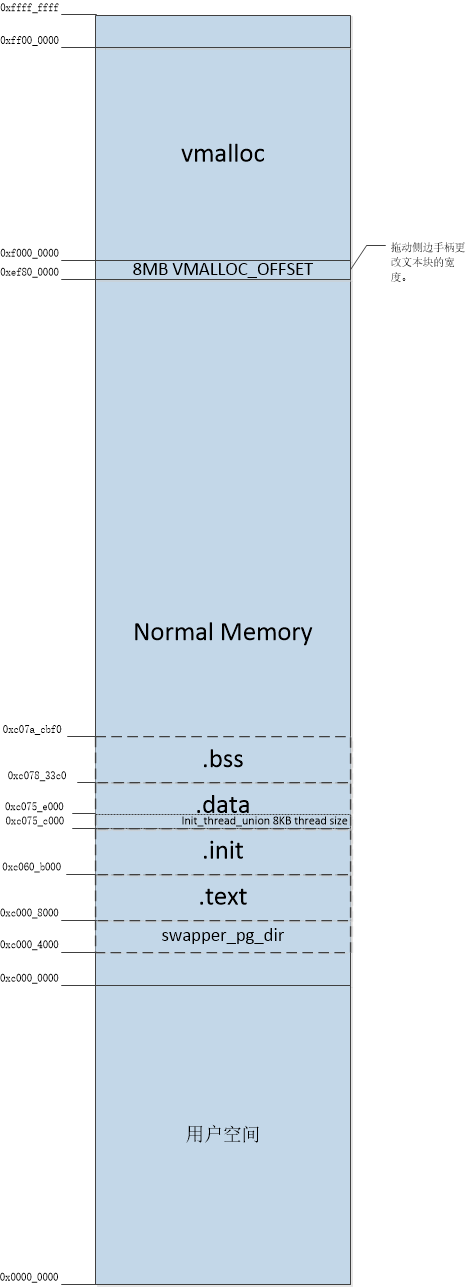 0xffff_ffff
0xff00_0000
vmalloc
0xf000_0000
8MB VMALLOC_OFFSET
0xef80_0000
拖动侧边手柄更
改文本块的宽
度。
Normal Memory
0xc07a_cbf0
.bss
0xc078_33c0
.data
0xc075_e000
Init_thread_union 8KB thread size
0xc075_c000
.init
0xc060_b000
.text
0xc000_8000
swapper_pg_dir
0xc000_4000
0xc000_0000
用户空间
0x0000_0000